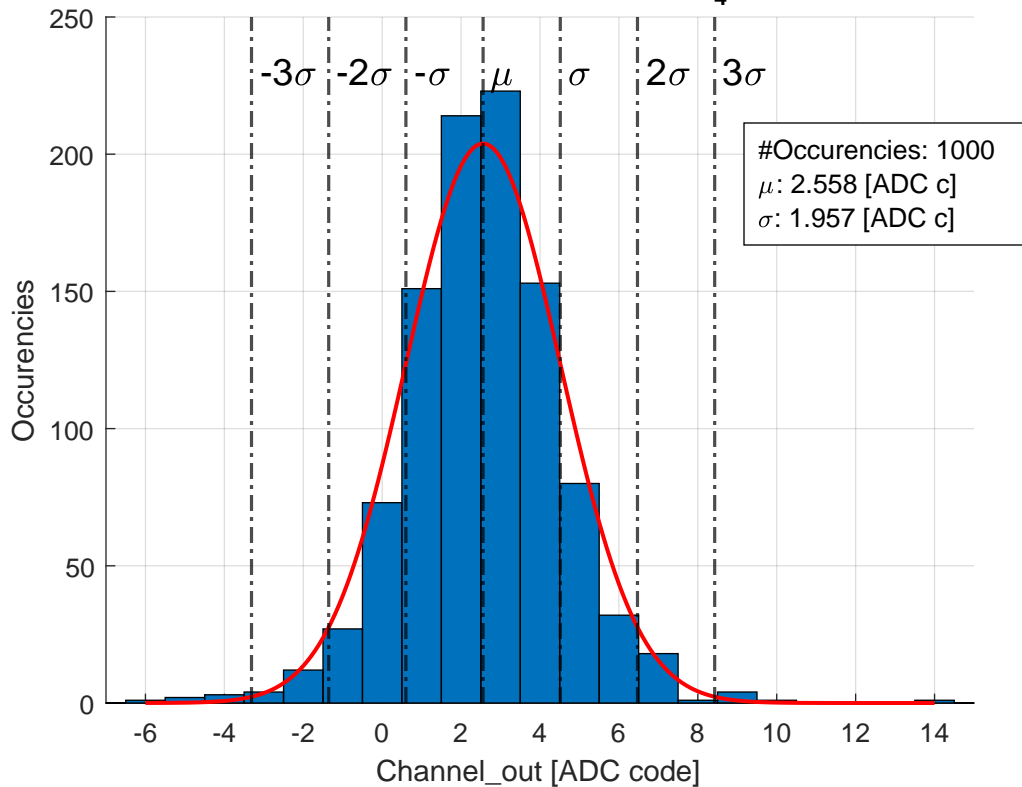 4
250
200
150
100
50
0
-3σ
-2σ
-σ
μ
σ
2σ
3σ
#Occurencies: 1000
μ: 2.558 [ADC c]
σ: 1.957 [ADC c]
Occurencies
-6
-4
-2
0
2
4
6
8
10
12
14
Channel_out [ADC code]